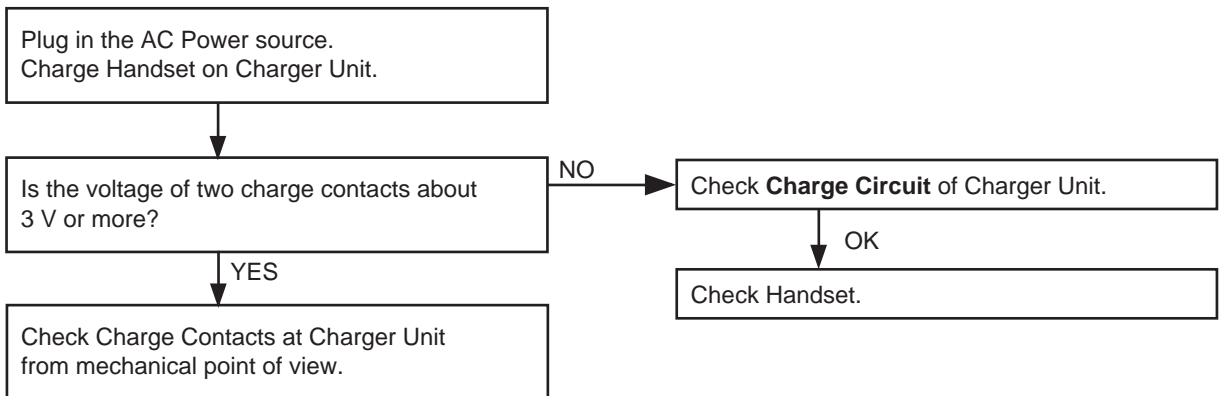 Plug in the AC Power source.
Charge Handset on Charger Unit.
Is the voltage of two charge contacts about
3 V or more?
NO
Check Charge Circuit of Charger Unit.
OK
Check Handset.
YES
Check Charge Contacts at Charger Unit
from mechanical point of view.